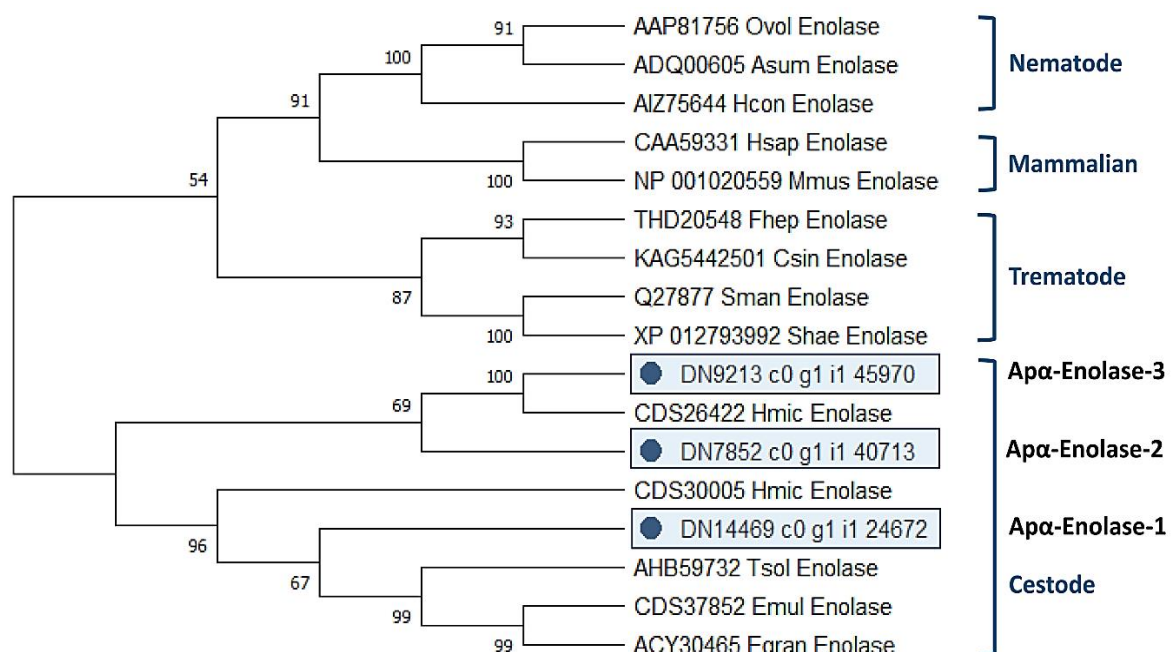 91
AAP81756 Ovol Enolase
ADQ00605 Asum Enolase
Nematode
100
AIZ75644 Hcon Enolase
91
CAA59331 Hsap Enolase
NP 001020559 Mmus Enolase
Mammalian
100
54
THD20548 Fhep Enolase
93
KAG5442501 Csin Enolase
Trematode
Q27877 Sman Enolase
87
XP 012793992 Shae Enolase
100
DN9213 c0 g1 i1 45970
Apα-Enolase-3
100
CDS26422 Hmic Enolase
69
DN7852 c0 g1 i1 40713
Apα-Enolase-2
CDS30005 Hmic Enolase
DN14469 c0 g1 i1 24672
Apα-Enolase-1
96
AHB59732 Tsol Enolase
Cestode
67
CDS37852 Emul Enolase
99
ACY30465 Egran Enolase
99